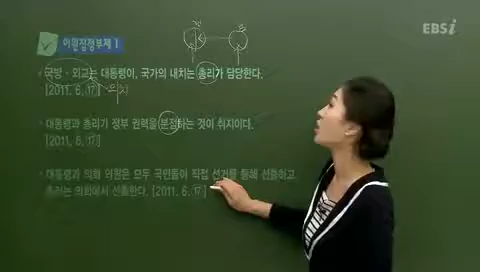 EBSi
이원집정부제 1
국방·외교는 대통령이, 국가의 내치는 총리가 담당한다.
[2011. 6. 17]
대통령과 총리가 정부 권력을 분점하는 것이 취지이다.
[2011. 6. 17]
대통령과 의회 의원은 모두 국민들이 직접 선거를 통해 선출하고
총리는 의회에서 선출한다. [2011. 6. 17]